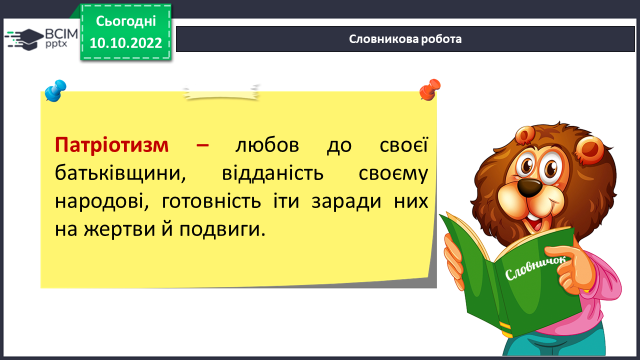 Сьогодні
10.10.2022
BCIM
pptx
Словникова робота
Патріотизм – любов до своєї
батьківщини, відданість своєму
народові, готовність іти заради них
на жертви й подвиги.
Словничок